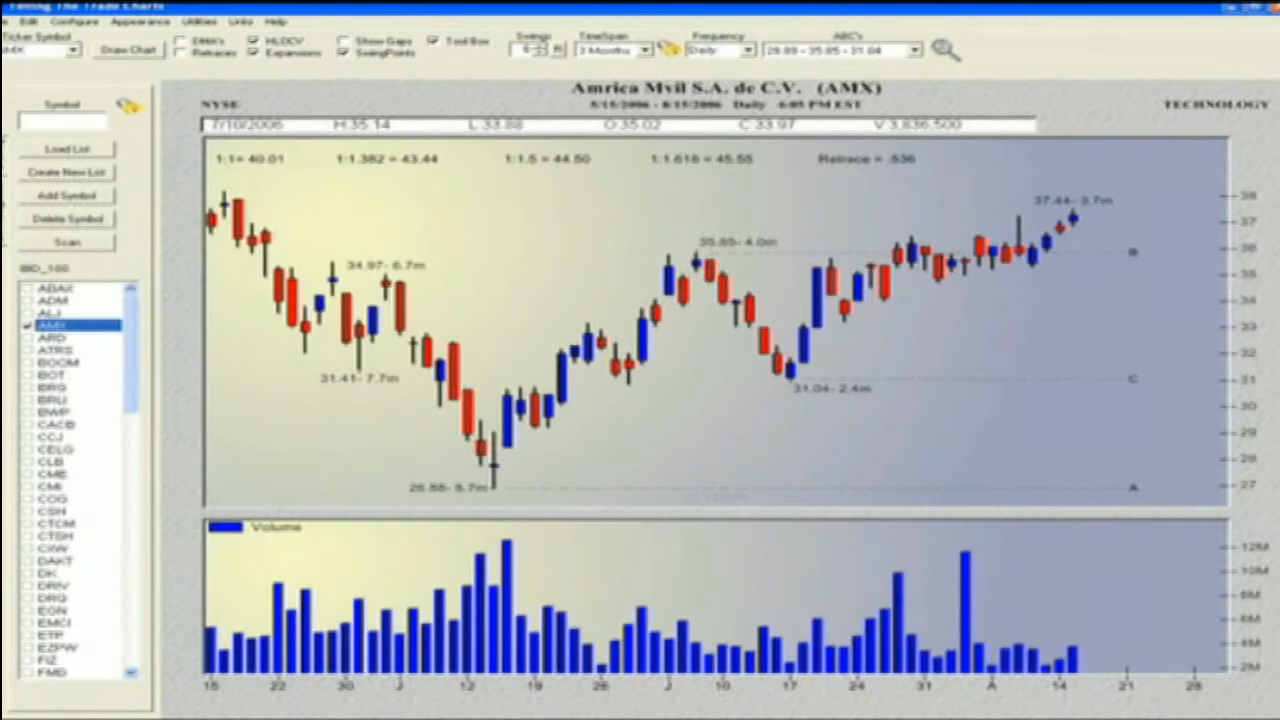 Timing The Trade Charts
Edit Configure Appearance Utilities Links Help
Ticker Symbol
AMX
Draw Chart
DMA's
Retraces
HLOCV
Expansions
Show Gaps
SwingPoints
Tool Box
Swings
6
TimeSpan
3 Months
Frequency
Daily
ABC's
26.88 - 35.85 - 31.04
Symbol
Load List
Create New List
Add Symbol
Delete Symbol
Scan
IBD_100
ABAX
ADM
ALJ
AMX
ARD
ATRS
BOOM
BOT
BRG
BRLI
BWP
CACB
CCJ
CELG
CLB
CME
CMI
COG
CSH
CTCM
CTSH
CXW
DAKT
DK
DRIV
DRQ
EGN
EMCI
ETP
EZPW
FIZ
FMD
Amrica Mvil S.A. de C.V. (AMX)
NYSE
5/15/2006 - 8/15/2006 Daily 6:05 PM EST
TECHNOLOGY
7/10/2006 H:35.14 L:33.88 O:35.02 C:33.97 V:3,836,500
1:1= 40.01 1:1.382 = 43.44 1:1.5 = 44.50 1:1.618 = 45.55 Retrace = .536
37.44- 3.7m
35.85- 4.0m
34.97- 6.7m
31.41- 7.7m
31.04- 2.4m
26.88- 8.7m
B
C
A
38
37
36
35
34
33
32
31
30
29
28
27
Volume
12M
10M
8M
6M
4M
2M
15 22 30 J 12 19 26 J 10 17 24 31 A 14 21 28